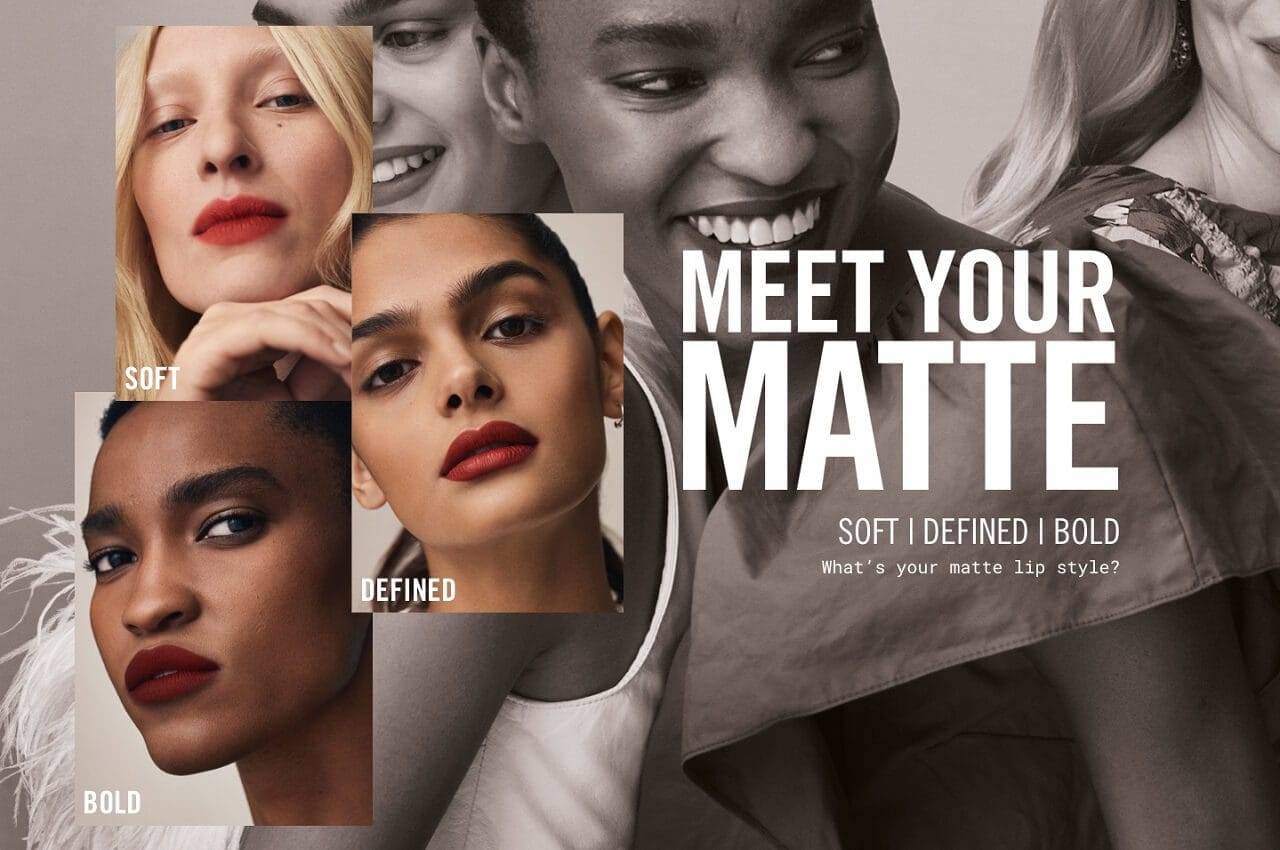 SOFT
DEFINED
BOLD
MEET YOUR
MATTE
SOFT | DEFINED | BOLD
What's your matte lip style?